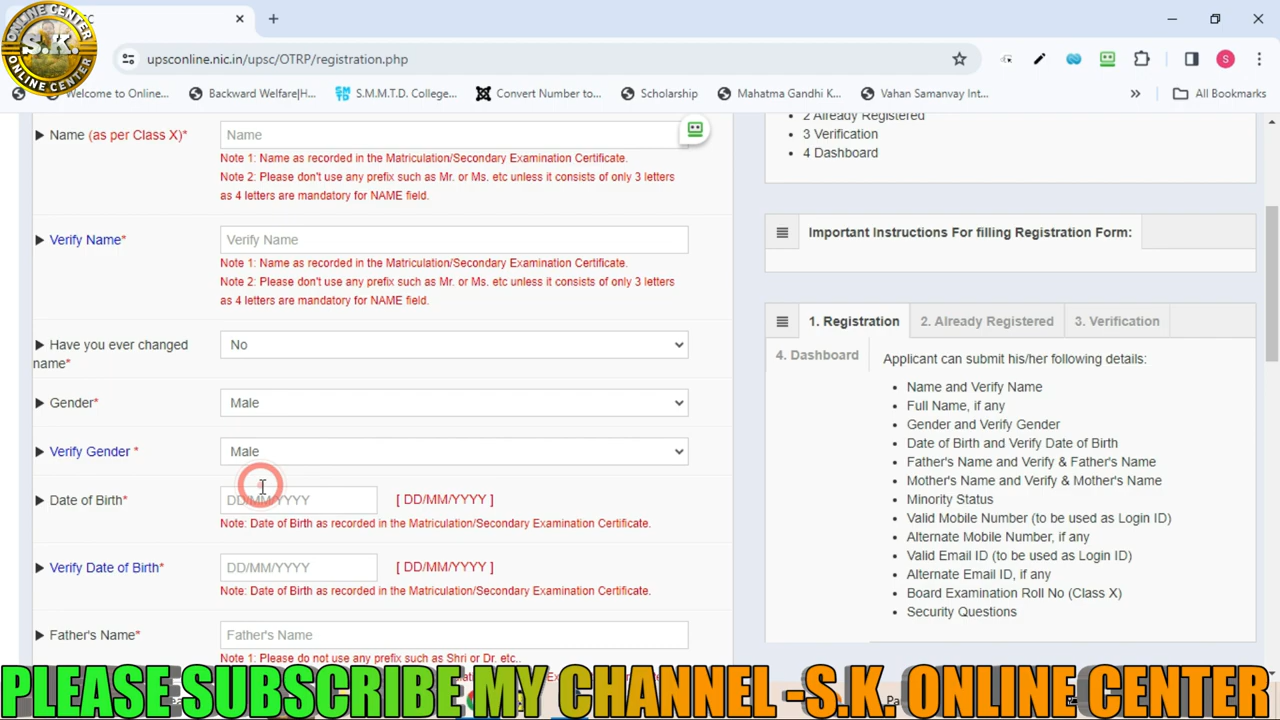 ONLINE CENTER
S.K.
ONLINE CENTER
upsconline.nic.in/upsc/OTRP/registration.php
S
Welcome to Online...
Backward Welfare|H...
S.M.M.T.D. College...
Convert Number to...
Scholarship
Mahatma Gandhi K...
Vahan Samanvay Int...
»
All Bookmarks
Name (as per Class X)*
Name
Note 1: Name as recorded in the Matriculation/Secondary Examination Certificate.
Note 2: Please don't use any prefix such as Mr. or Ms. etc unless it consists of only 3 letters
as 4 letters are mandatory for NAME field.
Verify Name*
Verify Name
Note 1: Name as recorded in the Matriculation/Secondary Examination Certificate.
Note 2: Please don't use any prefix such as Mr. or Ms. etc unless it consists of only 3 letters
as 4 letters are mandatory for NAME field.
Have you ever changed
name*
No
Gender*
Male
Verify Gender *
Male
Date of Birth*
DD/MM/YYYY
[ DD/MM/YYYY ]
Note: Date of Birth as recorded in the Matriculation/Secondary Examination Certificate.
Verify Date of Birth*
DD/MM/YYYY
[ DD/MM/YYYY ]
Note: Date of Birth as recorded in the Matriculation/Secondary Examination Certificate.
Father's Name*
Father's Name
Note 1: Please do not use any prefix such as Shri or Dr. etc..
2 Already Registered
3 Verification
4 Dashboard
Important Instructions For filling Registration Form:
1. Registration
2. Already Registered
3. Verification
4. Dashboard
Applicant can submit his/her following details:
Name and Verify Name
Full Name, if any
Gender and Verify Gender
Date of Birth and Verify Date of Birth
Father's Name and Verify & Father's Name
Mother's Name and Verify & Mother's Name
Minority Status
Valid Mobile Number (to be used as Login ID)
Alternate Mobile Number, if any
Valid Email ID (to be used as Login ID)
Alternate Email ID, if any
Board Examination Roll No (Class X)
Security Questions
PLEASE SUBSCRIBE MY CHANNEL -S.K. ONLINE CENTER